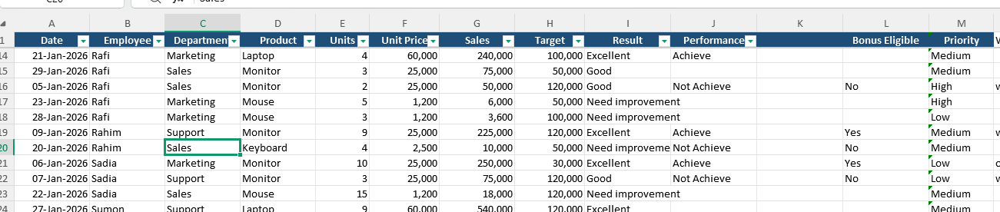 C20 Sales
A B C D E F G H I J K L M
1 Date Employee Department Product Units Unit Price Sales Target Result Performance Bonus Eligible Priority
14 21-Jan-2026 Rafi Marketing Laptop 4 60,000 240,000 100,000 Excellent Achieve Medium
15 29-Jan-2026 Rafi Sales Monitor 3 25,000 75,000 50,000 Good Medium
16 05-Jan-2026 Rafi Sales Monitor 2 25,000 50,000 120,000 Good Not Achieve No High
17 23-Jan-2026 Rafi Marketing Mouse 5 1,200 6,000 50,000 Need improvement High
18 28-Jan-2026 Rafi Marketing Mouse 3 1,200 3,600 100,000 Need improvement Low
19 09-Jan-2026 Rahim Support Monitor 9 25,000 225,000 120,000 Excellent Achieve Yes Medium
20 20-Jan-2026 Rahim Sales Keyboard 4 2,500 10,000 50,000 Need improveme Not Achieve No Medium
21 06-Jan-2026 Sadia Marketing Monitor 10 25,000 250,000 30,000 Excellent Achieve Yes Low
22 07-Jan-2026 Sadia Support Monitor 3 25,000 75,000 120,000 Good Not Achieve No Low
23 22-Jan-2026 Sadia Sales Mouse 15 1,200 18,000 120,000 Need improvement Medium
24 27-Jan-2026 Sumon Support Laptop 9 60,000 540,000 120,000 Excellent Medium